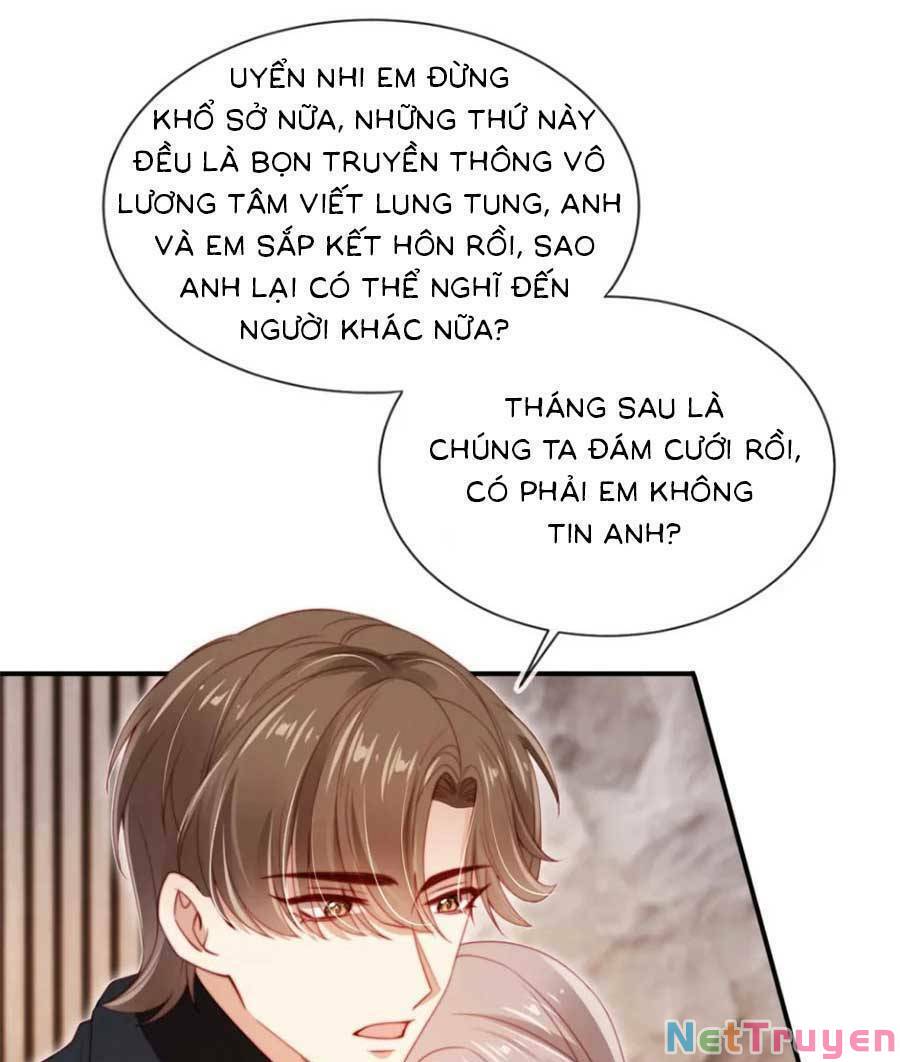 UYỂN NHI EM ĐỪNG
KHỔ SỞ NỮA, NHỮNG THỨ NÀY
ĐỀU LÀ BỌN TRUYỀN THÔNG VÔ
LƯƠNG TÂM VIẾT LUNG TUNG, ANH
VÀ EM SẮP KẾT HÔN RỒI, SAO
ANH LẠI CÓ THỂ NGHĨ ĐẾN
NGƯỜI KHÁC NỮA?
THÁNG SAU LÀ
CHÚNG TA ĐÁM CƯỚI RỒI,
CÓ PHẢI EM KHÔNG
TIN ANH?
NetTruyen